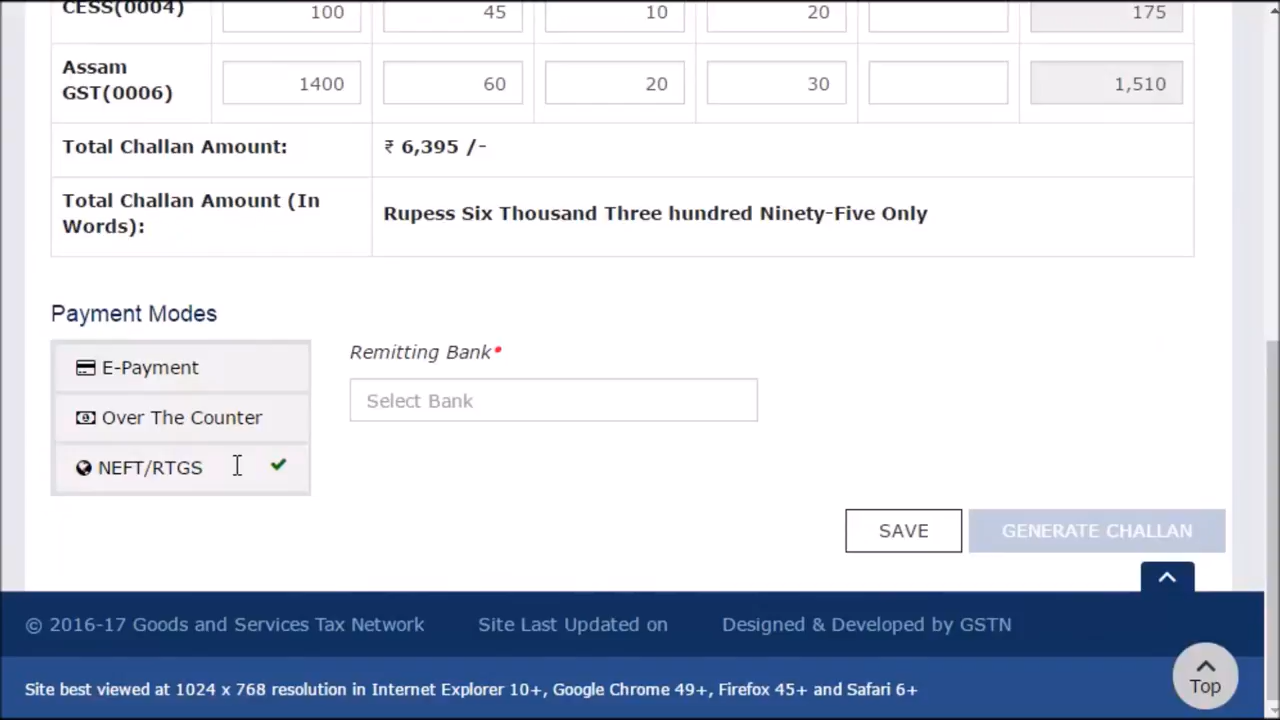 CESS(0004) 100 45 10 20 175
Assam
GST(0006) 1400 60 20 30 1,510
Total Challan Amount: ₹ 6,395 /-
Total Challan Amount (In
Words): Rupess Six Thousand Three hundred Ninety-Five Only
Payment Modes
E-Payment
Over The Counter
NEFT/RTGS
Remitting Bank•
Select Bank
SAVE GENERATE CHALLAN
© 2016-17 Goods and Services Tax Network Site Last Updated on Designed & Developed by GSTN
Site best viewed at 1024 x 768 resolution in Internet Explorer 10+, Google Chrome 49+, Firefox 45+ and Safari 6+
Top